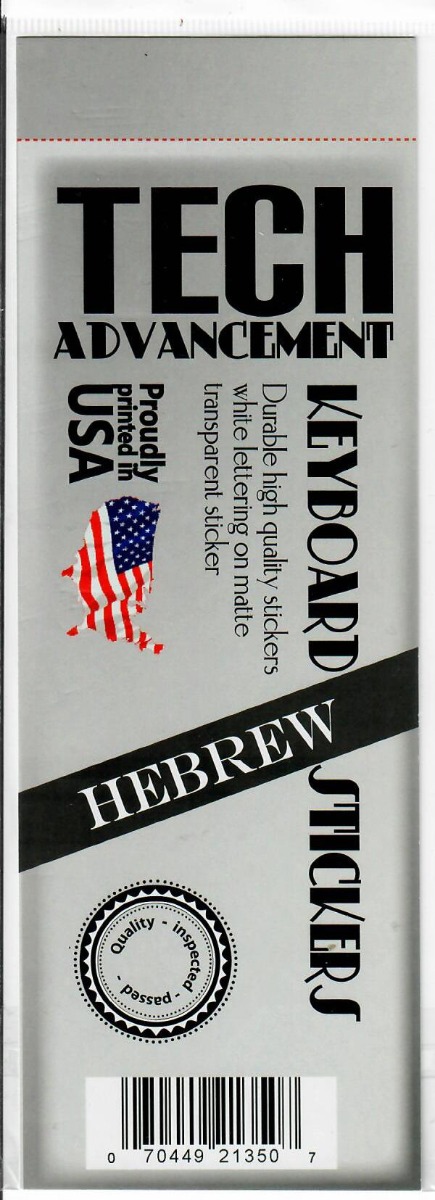 TECH
ADVANCEMENT
KEYBOARD STICKERS
Durable high quality stickers
white lettering on matte
transparent sticker
Proudly
printed in
USA
HEBREW
Quality - inspected - passed -
0 70449 21350 7